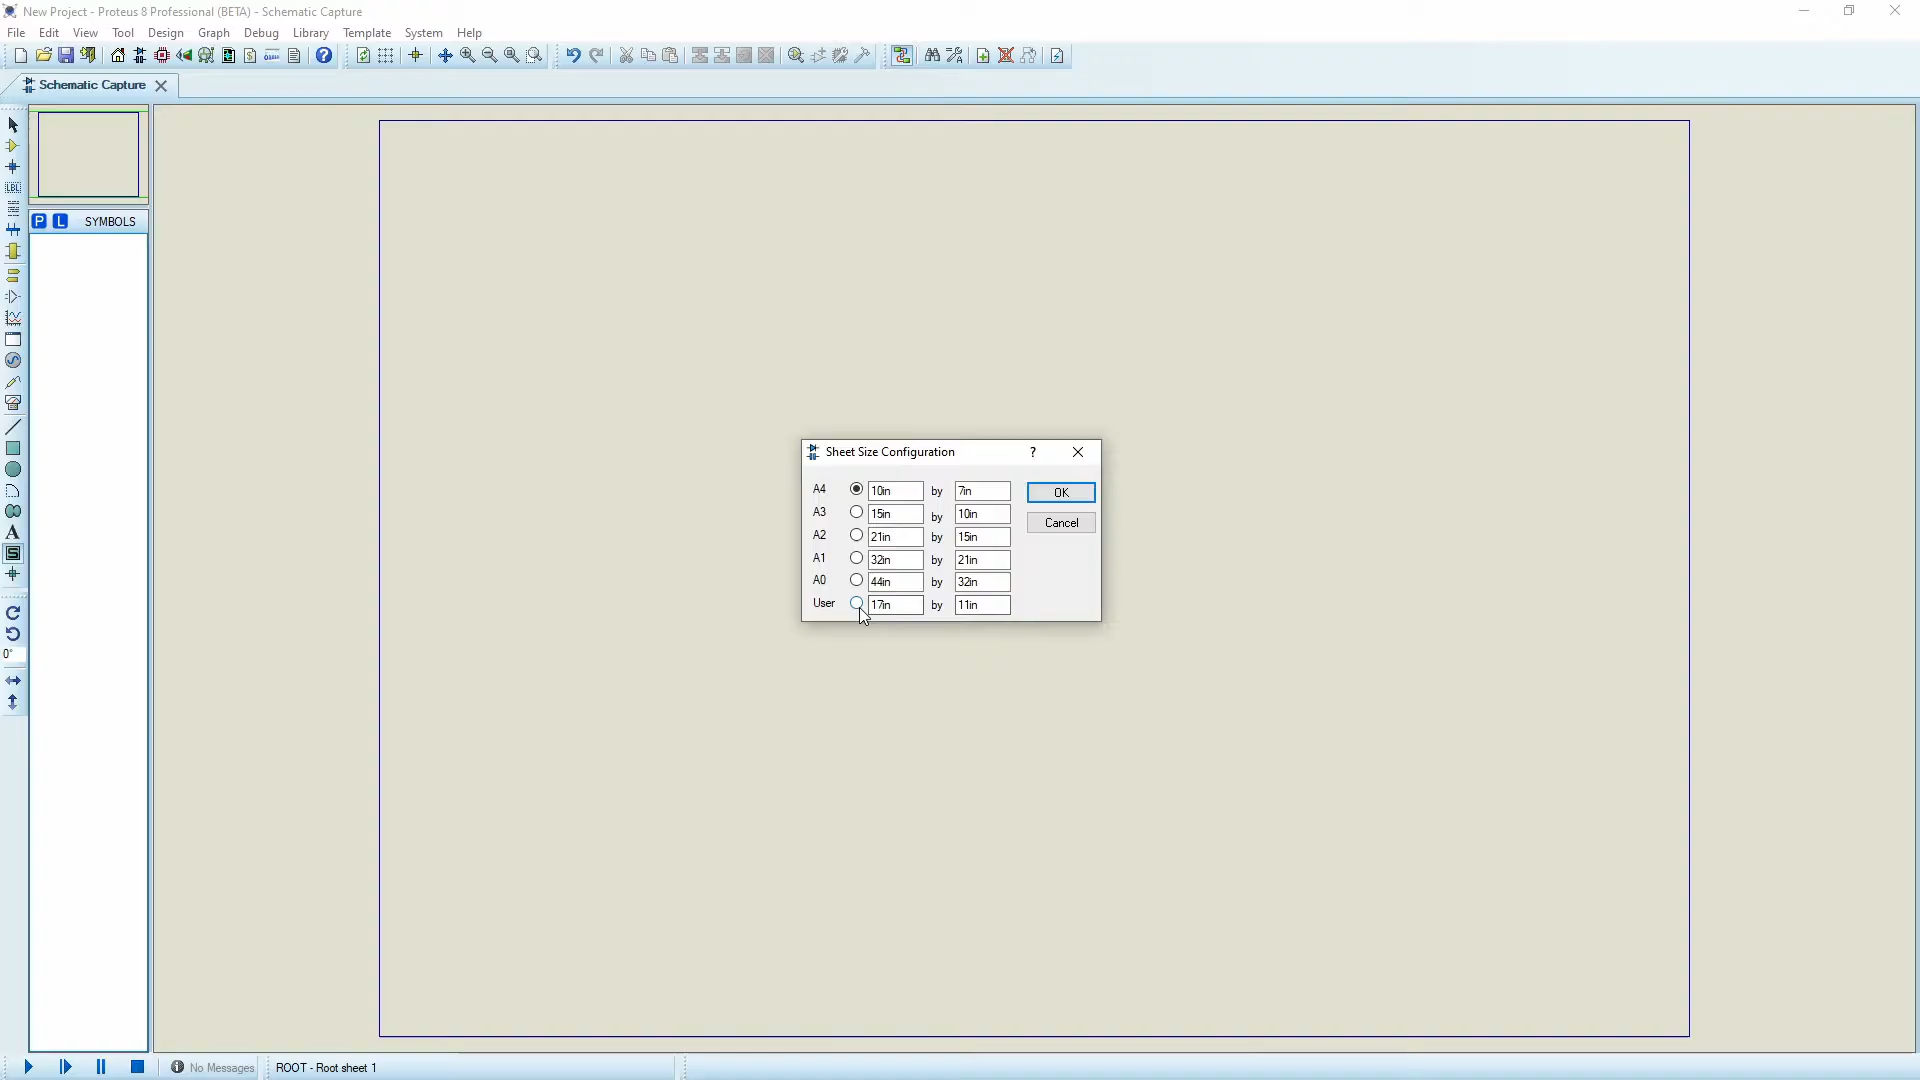 New Project - Proteus 8 Professional (BETA) - Schematic Capture
File Edit View Tool Design Graph Debug Library Template System Help
Schematic Capture
P L SYMBOLS
LBL
A
S
0°
Sheet Size Configuration ?
A4 10in by 7in OK
A3 15in by 10in Cancel
A2 21in by 15in
A1 32in by 21in
A0 44in by 32in
User 17in by 11in
No Messages ROOT - Root sheet 1